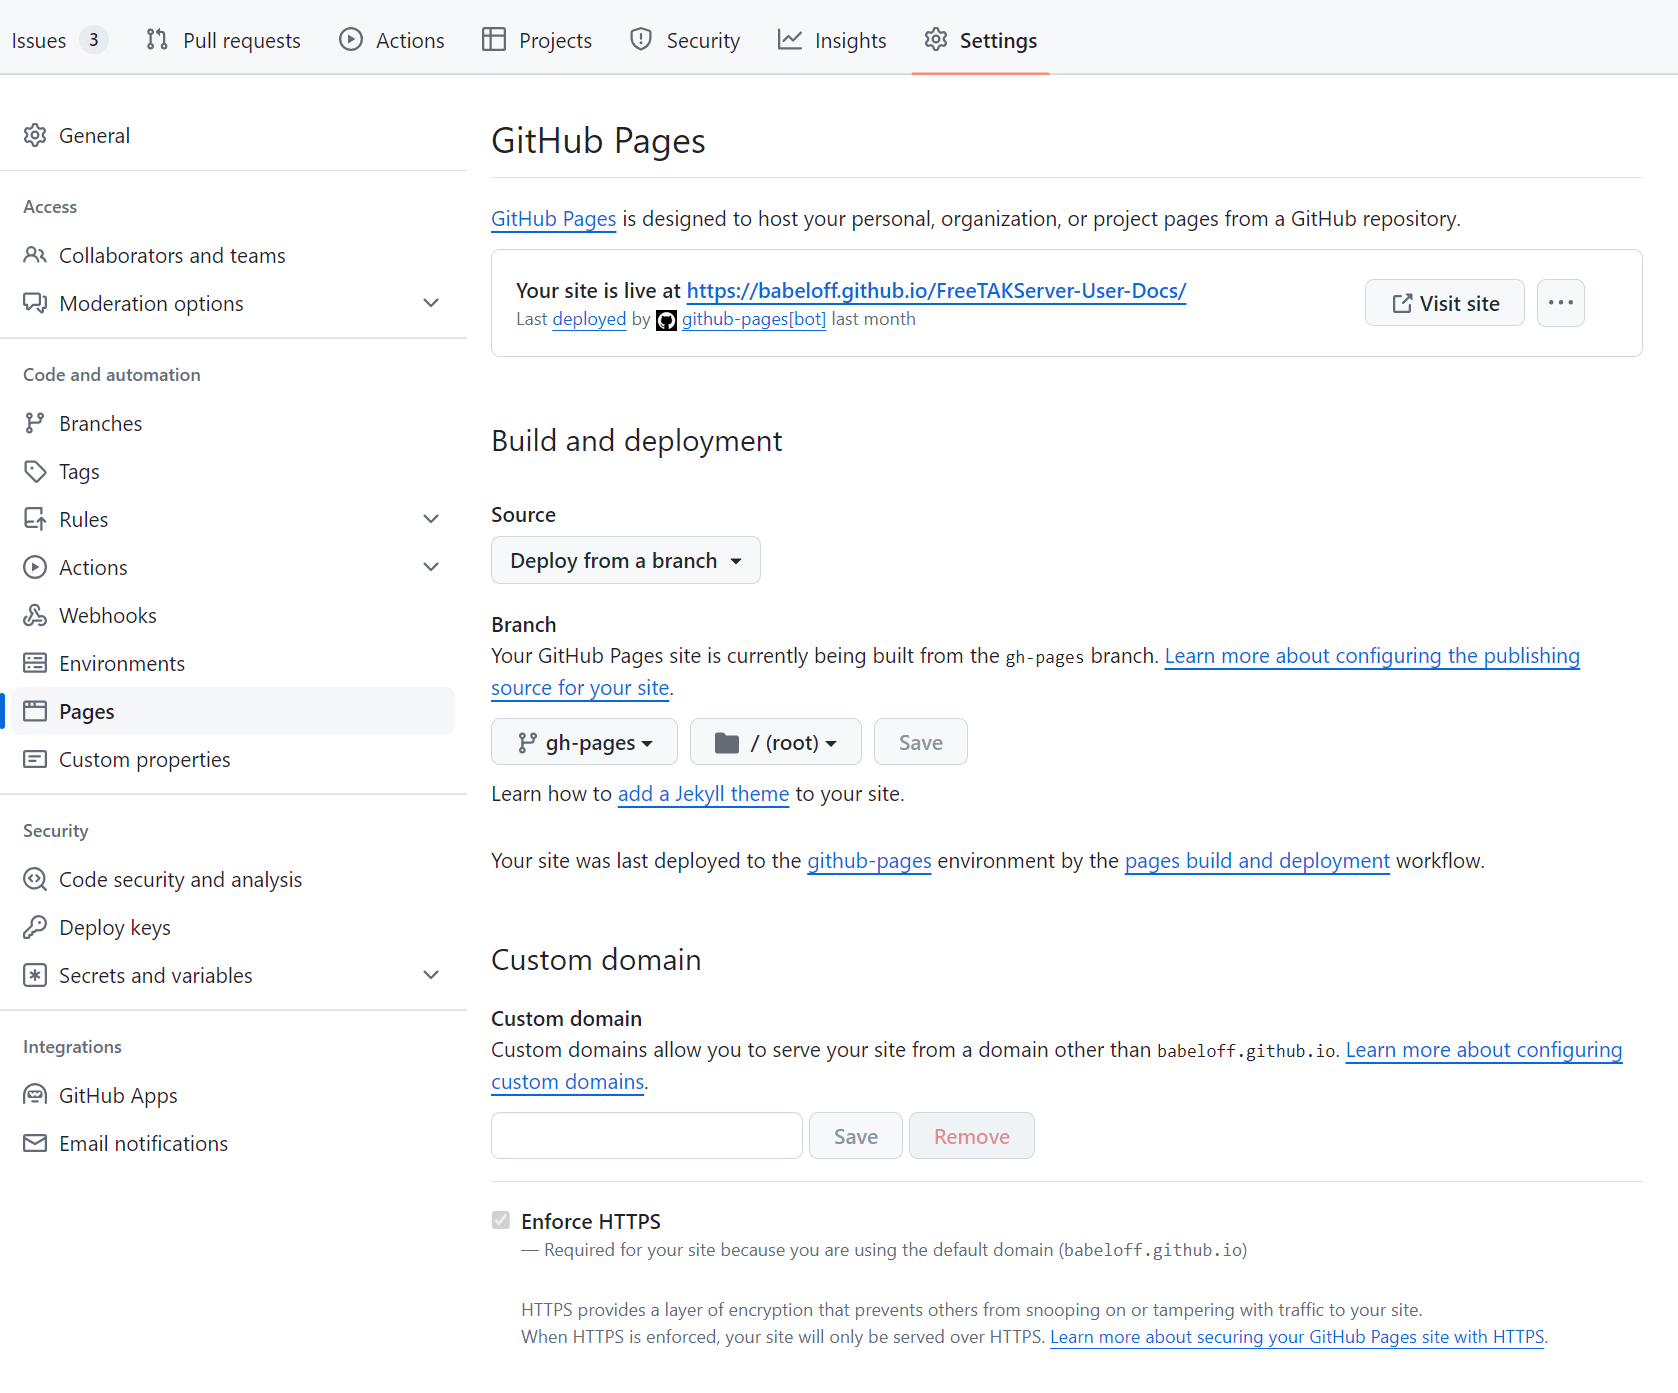 Issues 3 Pull requests Actions Projects Security Insights Settings
General
Access
Collaborators and teams
Moderation options
Code and automation
Branches
Tags
Rules
Actions
Webhooks
Environments
Pages
Custom properties
Security
Code security and analysis
Deploy keys
Secrets and variables
Integrations
GitHub Apps
Email notifications
GitHub Pages
GitHub Pages is designed to host your personal, organization, or project pages from a GitHub repository.
Your site is live at https://babeloff.github.io/FreeTAKServer-User-Docs/
Last deployed by github-pages[bot] last month
Visit site
Build and deployment
Source
Deploy from a branch
Branch
Your GitHub Pages site is currently being built from the gh-pages branch. Learn more about configuring the publishing
source for your site.
gh-pages / (root) Save
Learn how to add a Jekyll theme to your site.
Your site was last deployed to the github-pages environment by the pages build and deployment workflow.
Custom domain
Custom domain
Custom domains allow you to serve your site from a domain other than babeloff.github.io. Learn more about configuring
custom domains.
Save Remove
Enforce HTTPS
— Required for your site because you are using the default domain (babeloff.github.io)
HTTPS provides a layer of encryption that prevents others from snooping on or tampering with traffic to your site.
When HTTPS is enforced, your site will only be served over HTTPS. Learn more about securing your GitHub Pages site with HTTPS.